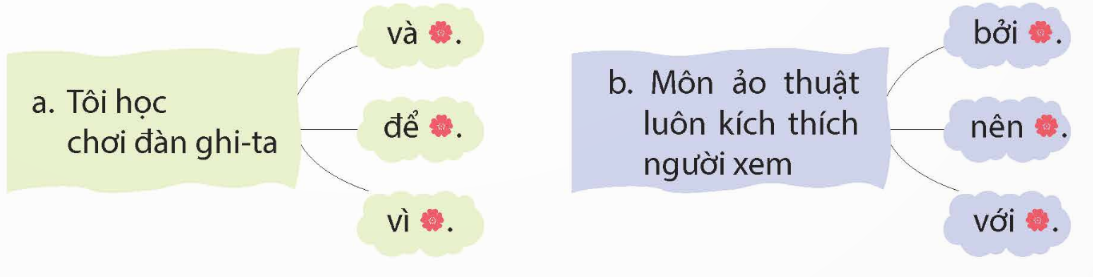 a. Tôi học
chơi đàn ghi-ta
và .
để .
vì .
b. Môn ảo thuật
luôn kích thích
người xem
bởi .
nên .
với .